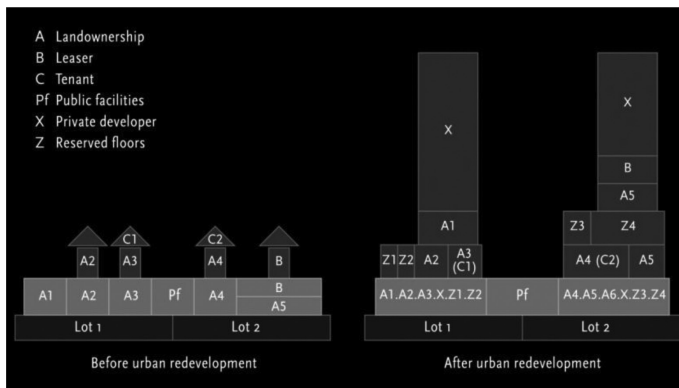 A Landownership
B Leaser
C Tenant
Pf Public facilities
X Private developer
Z Reserved floors
C1 C2
A2 A3 A4 B
A1 A2 A3 Pf A4 B
A5
Lot 1 Lot 2
Before urban redevelopment
X X
B
A5
A1 Z3 Z4
Z1 Z2 A2 A3 (C1) A4 (C2) A5
A1.A2.A3.X.Z1.Z2 Pf A4.A5.A6.X.Z3.Z4
Lot 1 Lot 2
After urban redevelopment